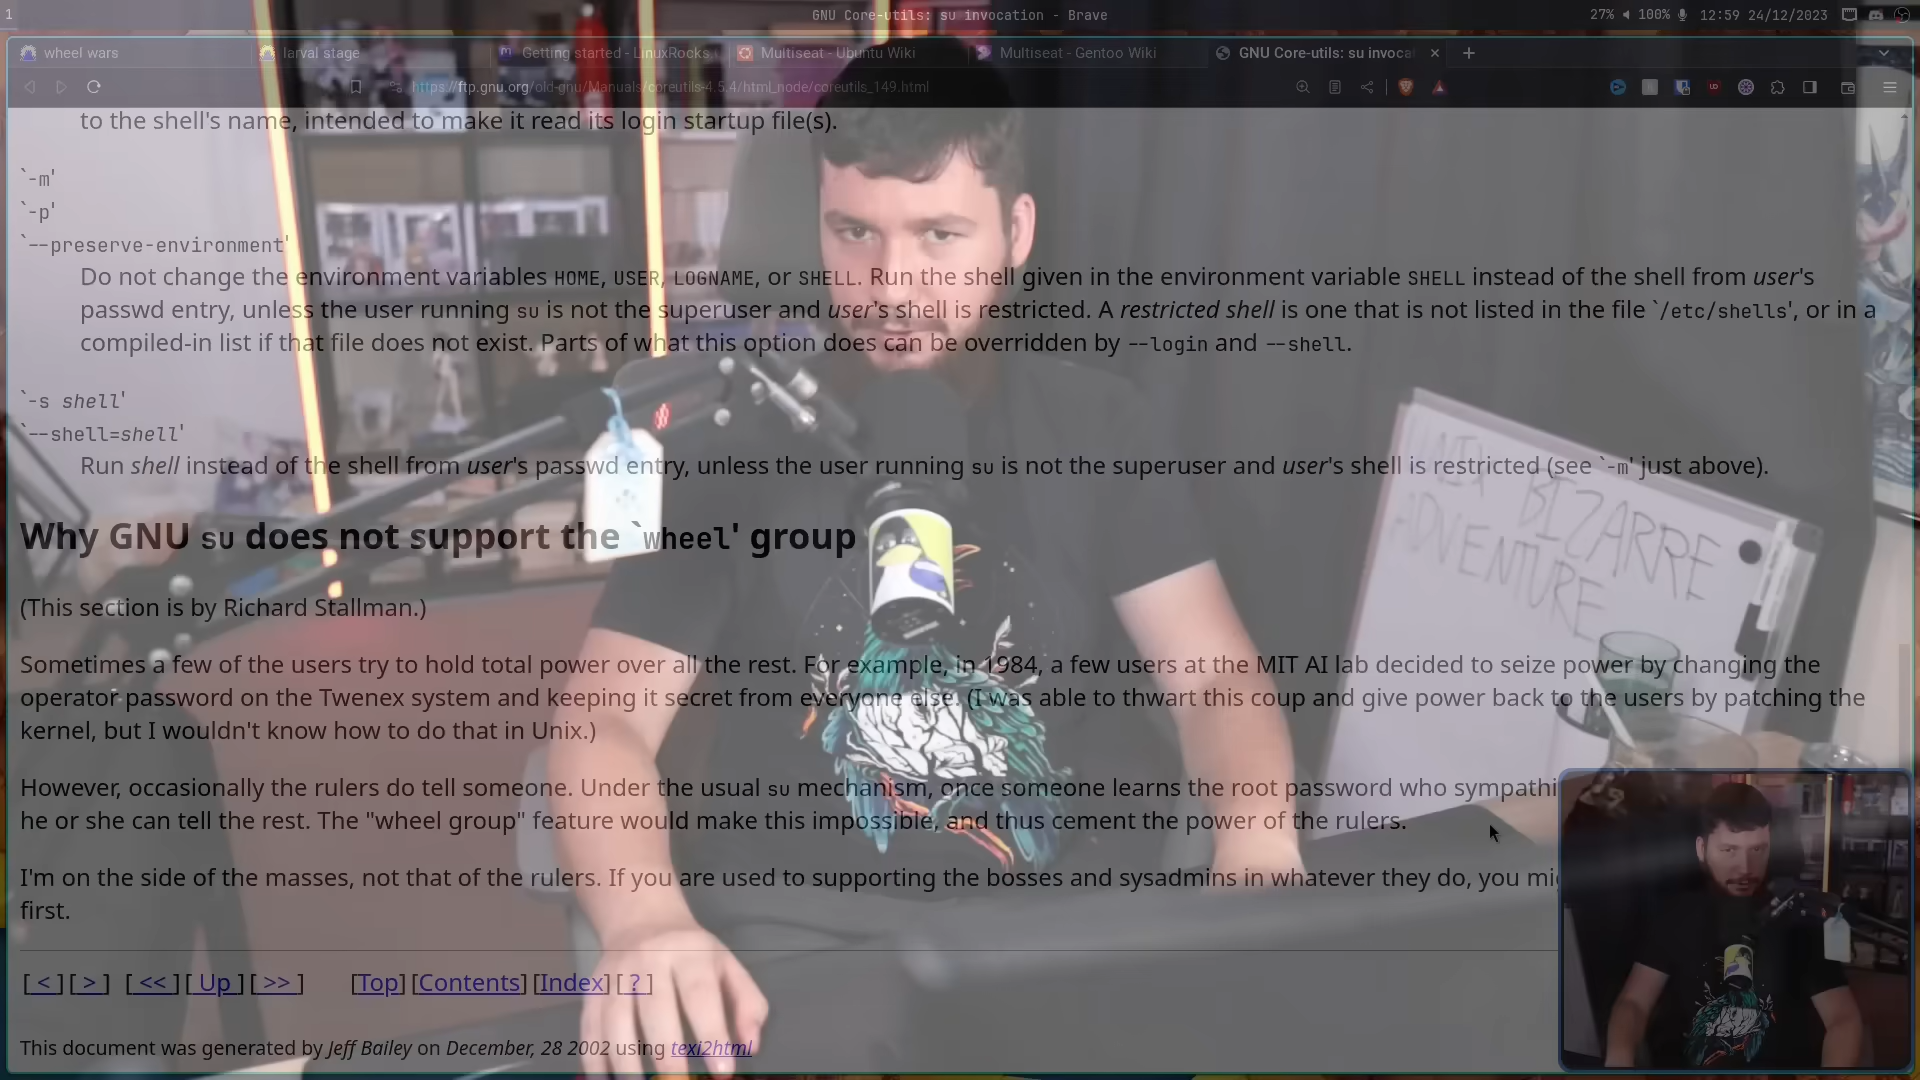 1
GNU Core-utils: su invocation - Brave
27% 100% 12:59 24/12/2023
wheel wars
larval stage
Getting started - LinuxRocks
Multiseat - Ubuntu Wiki
Multiseat - Gentoo Wiki
GNU Core-utils: su invocat
https://ftp.gnu.org/old-gnu/Manuals/coreutils-4.5.4/html_node/coreutils_149.html
to the shell's name, intended to make it read its login startup file(s).
`-m'
`-p'
`--preserve-environment'
Do not change the environment variables HOME, USER, LOGNAME, or SHELL. Run the shell given in the environment variable SHELL instead of the shell from user's
passwd entry, unless the user running su is not the superuser and user's shell is restricted. A restricted shell is one that is not listed in the file `/etc/shells', or in a
compiled-in list if that file does not exist. Parts of what this option does can be overridden by --login and --shell.
`-s shell'
`--shell=shell'
Run shell instead of the shell from user's passwd entry, unless the user running su is not the superuser and user's shell is restricted (see `-m' just above).
BIZARRE
ADVENTURE
Why GNU su does not support the `wheel' group
(This section is by Richard Stallman.)
Sometimes a few of the users try to hold total power over all the rest. For example, in 1984, a few users at the MIT AI lab decided to seize power by changing the
operator password on the Twenex system and keeping it secret from everyone else. (I was able to thwart this coup and give power back to the users by patching the
kernel, but I wouldn't know how to do that in Unix.)
However, occasionally the rulers do tell someone. Under the usual su mechanism, once someone learns the root password who sympathi
he or she can tell the rest. The "wheel group" feature would make this impossible, and thus cement the power of the rulers.
I'm on the side of the masses, not that of the rulers. If you are used to supporting the bosses and sysadmins in whatever they do, you mig
first.
[ < ] [ > ] [ << ] [ Up ] [ >> ] [Top] [Contents] [Index] [ ? ]
This document was generated by Jeff Bailey on December, 28 2002 using texi2html